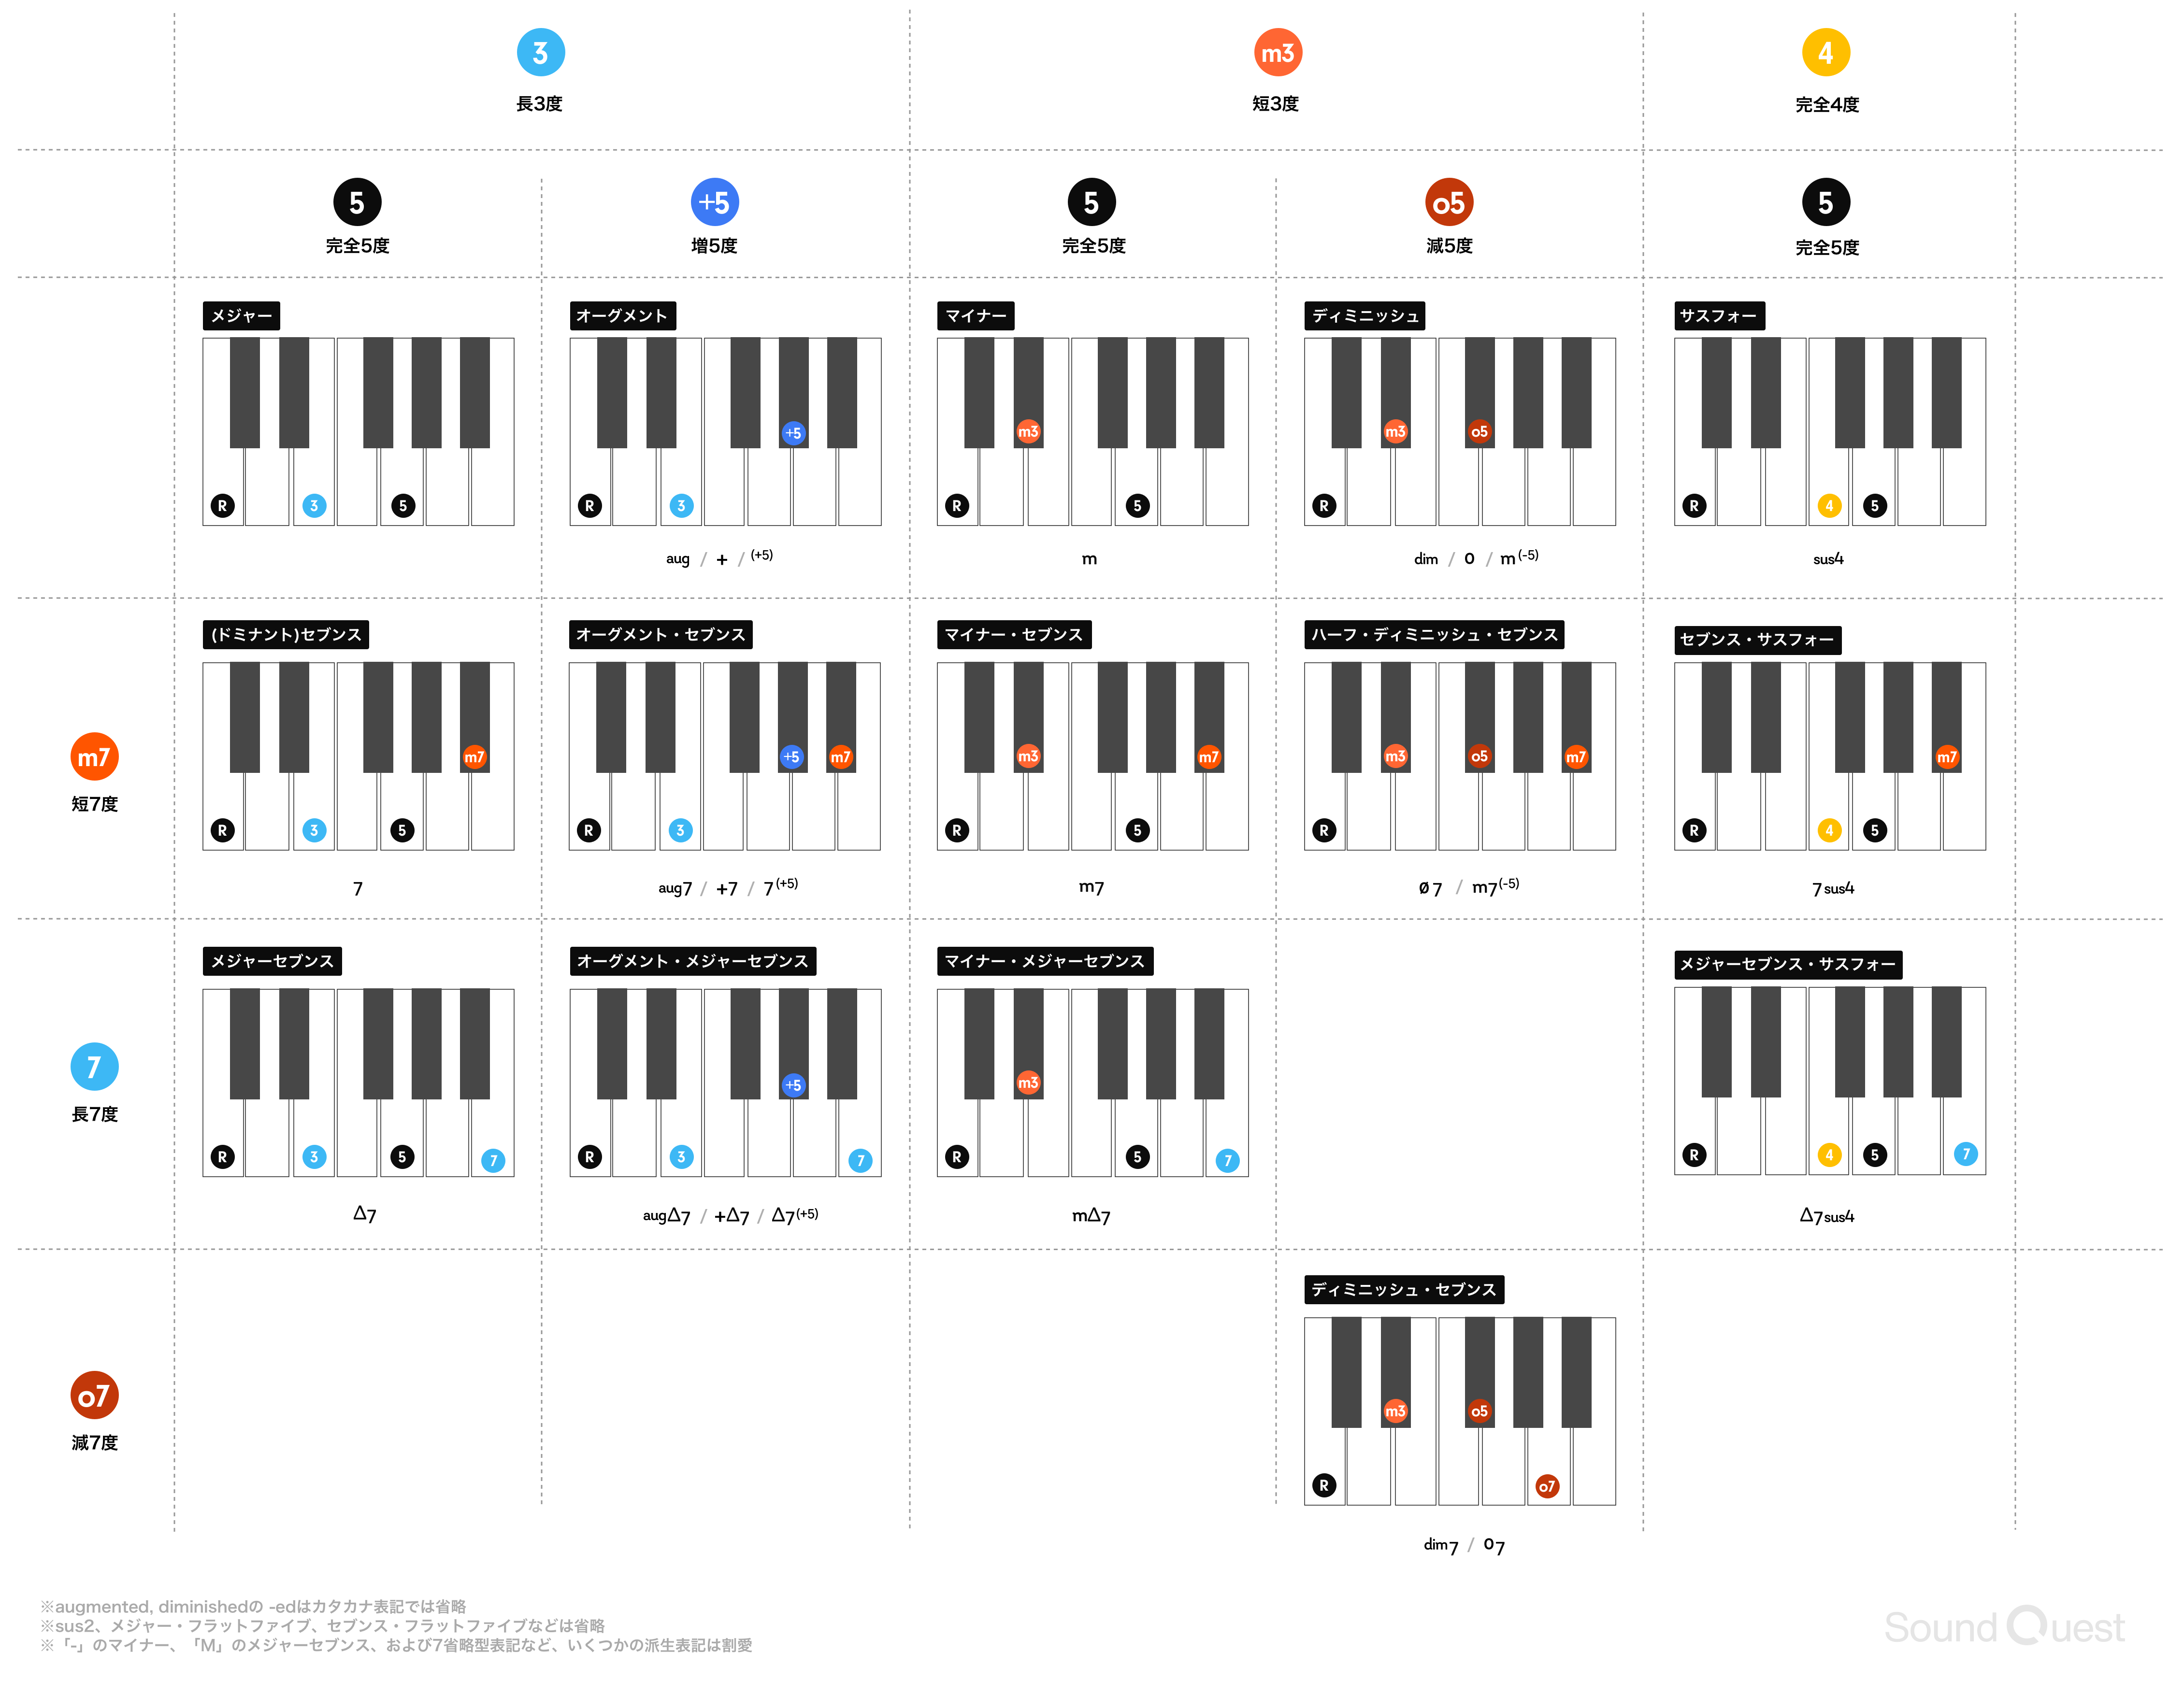 3
m3
4
長3度
短3度
完全4度
5
+5
5
o5
5
完全5度
増5度
完全5度
減5度
完全5度
メジャー
オーグメント
マイナー
ディミニッシュ
サスフォー
R 3 5
R 3 +5
R m3 5
R m3 o5
R 4 5
aug / + / (+5)
m
dim / 0 / m(-5)
sus4
m7
短7度
(ドミナント)セブンス
オーグメント・セブンス
マイナー・セブンス
ハーフ・ディミニッシュ・セブンス
セブンス・サスフォー
R 3 5 m7
R 3 +5 m7
R m3 5 m7
R m3 o5 m7
R 4 5 m7
7
aug7 / +7 / 7(+5)
m7
ø7 / m7(-5)
7sus4
7
長7度
メジャーセブンス
オーグメント・メジャーセブンス
マイナー・メジャーセブンス
メジャーセブンス・サスフォー
R 3 5 7
R 3 +5 7
R m3 5 7
R 4 5 7
Δ7
augΔ7 / +Δ7 / Δ7(+5)
mΔ7
Δ7sus4
o7
減7度
ディミニッシュ・セブンス
R m3 o5 o7
dim7 / 07
※augmented, diminishedの -edはカタカナ表記では省略
※sus2、メジャー・フラットファイブ、セブンス・フラットファイブなどは省略
※「-」のマイナー、「M」のメジャーセブンス、および7省略型表記など、いくつかの派生表記は割愛
Sound Quest